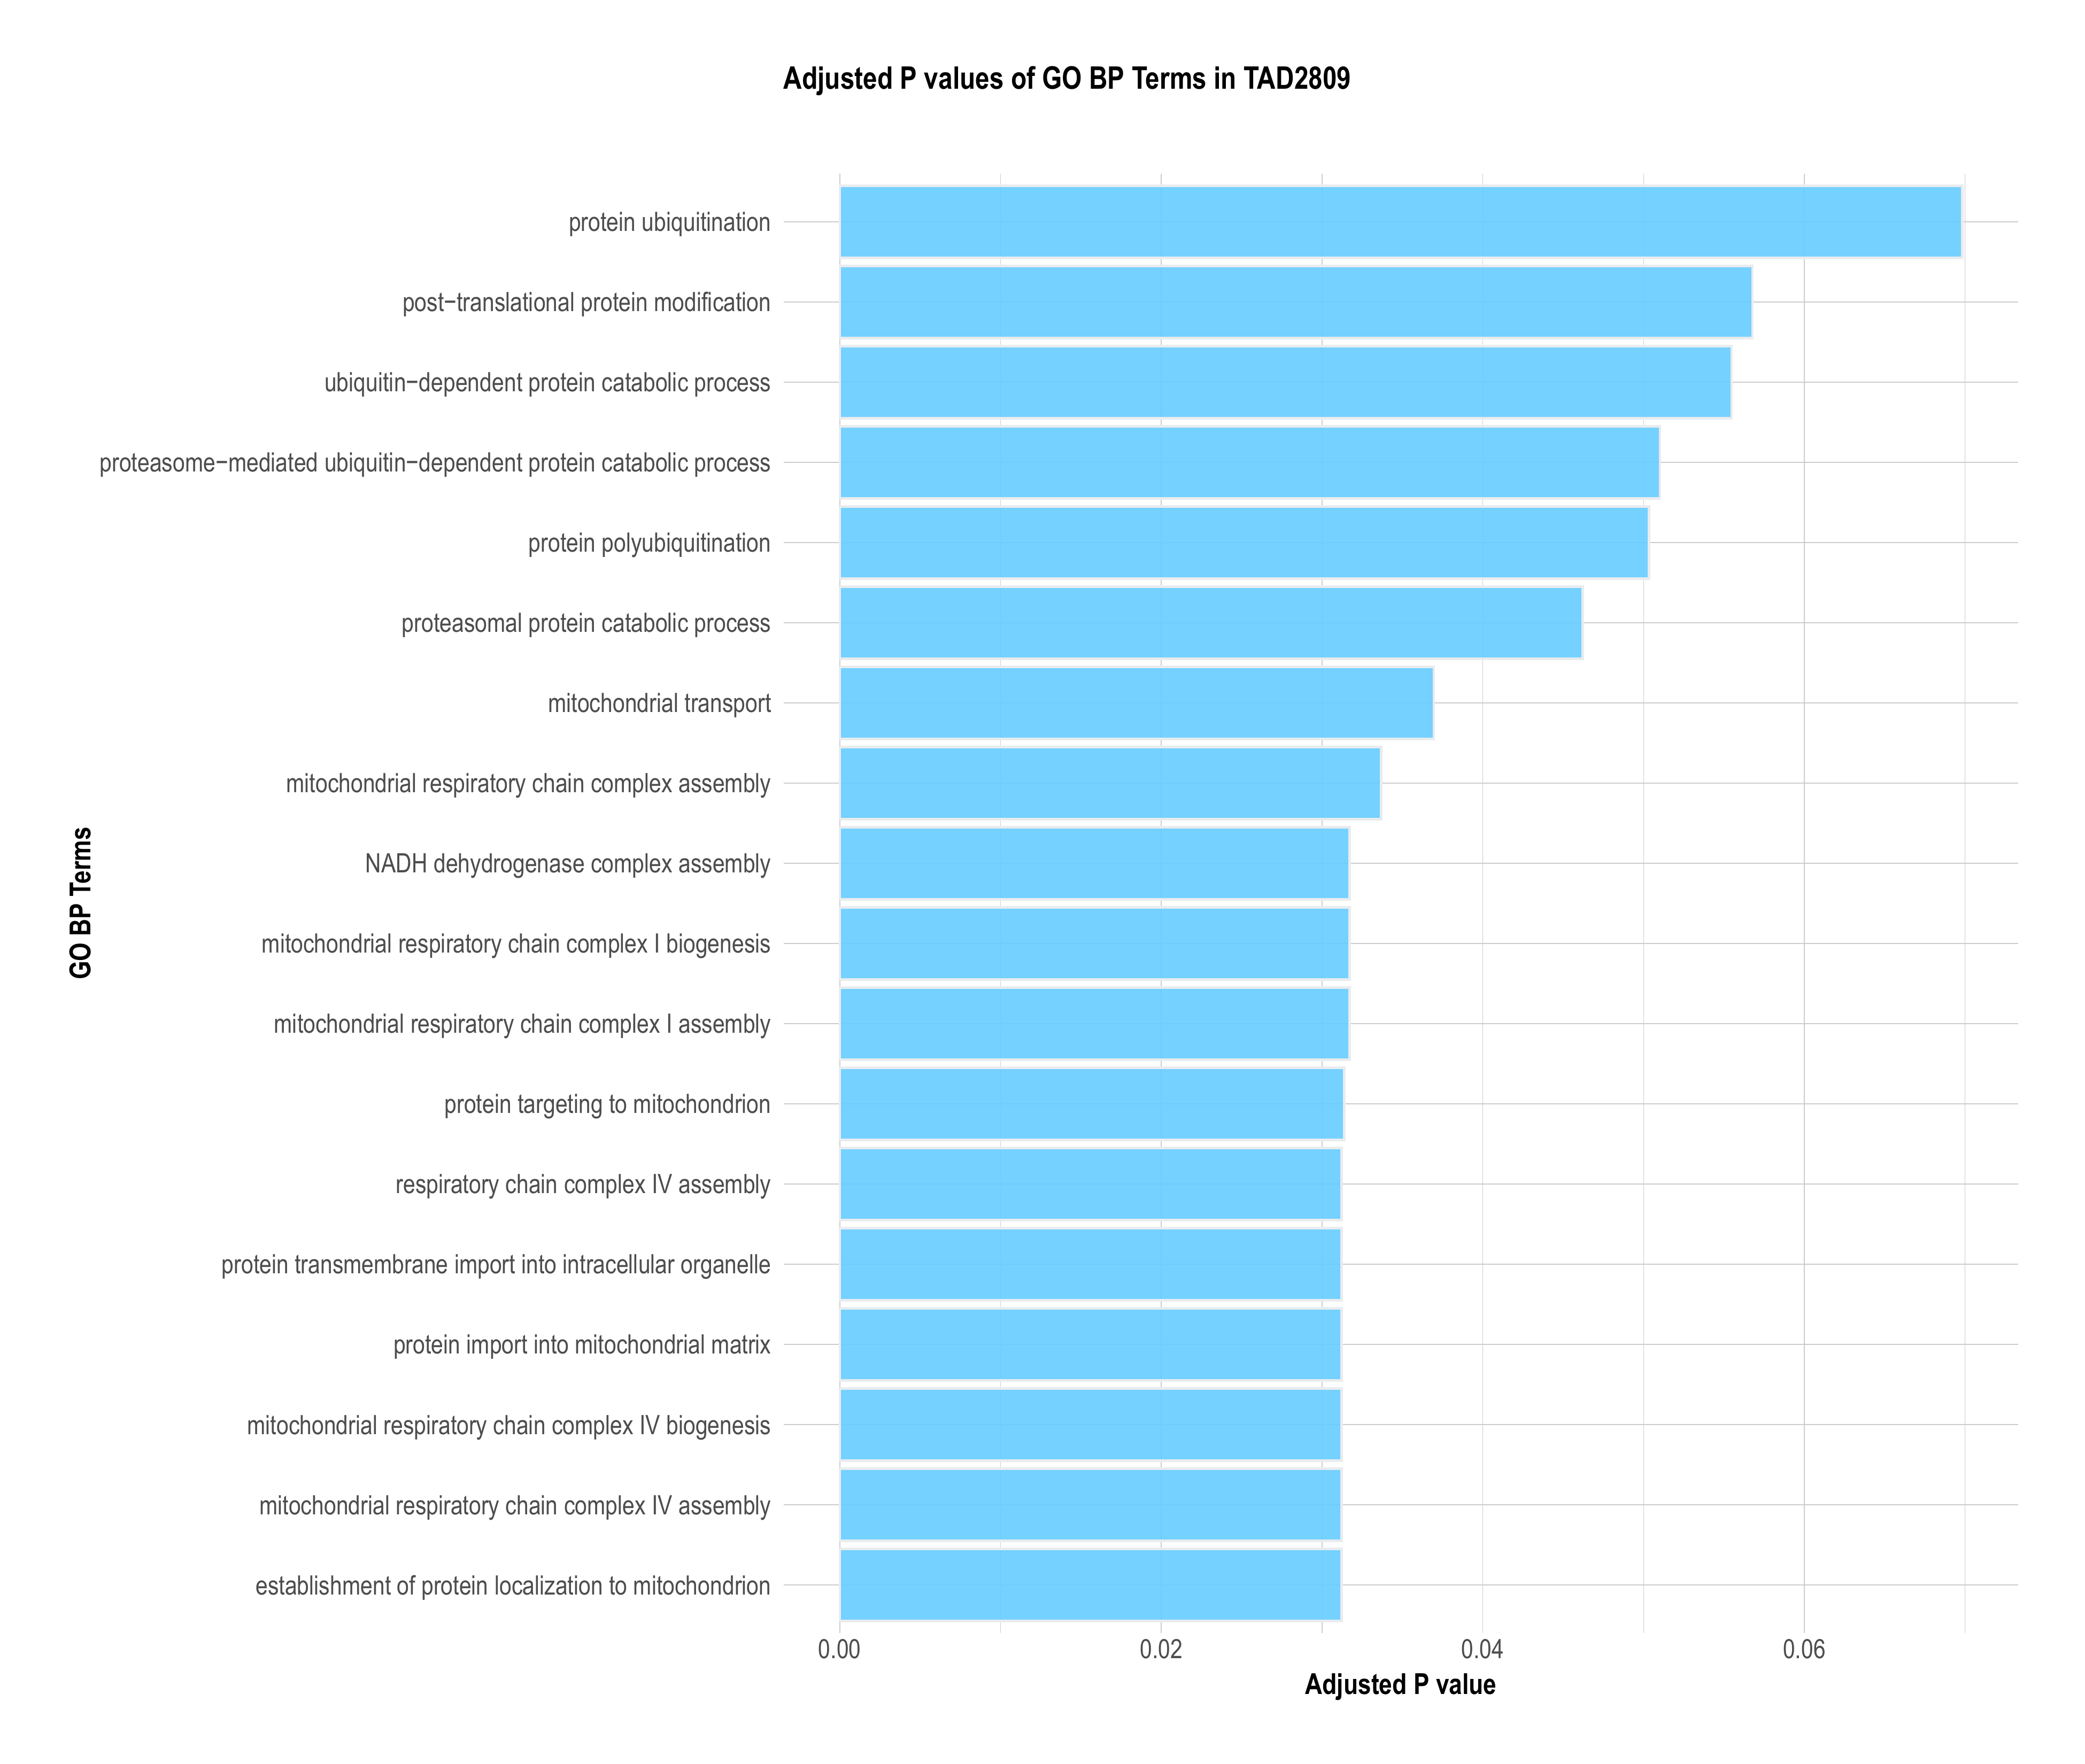 Adjusted P values of GO BP Terms in TAD2809
protein ubiquitination
post−translational protein modification
ubiquitin−dependent protein catabolic process
proteasome−mediated ubiquitin−dependent protein catabolic process
protein polyubiquitination
proteasomal protein catabolic process
mitochondrial transport
mitochondrial respiratory chain complex assembly
NADH dehydrogenase complex assembly
mitochondrial respiratory chain complex I biogenesis
mitochondrial respiratory chain complex I assembly
protein targeting to mitochondrion
respiratory chain complex IV assembly
protein transmembrane import into intracellular organelle
protein import into mitochondrial matrix
mitochondrial respiratory chain complex IV biogenesis
mitochondrial respiratory chain complex IV assembly
establishment of protein localization to mitochondrion
GO BP Terms
0.00 0.02 0.04 0.06
Adjusted P value